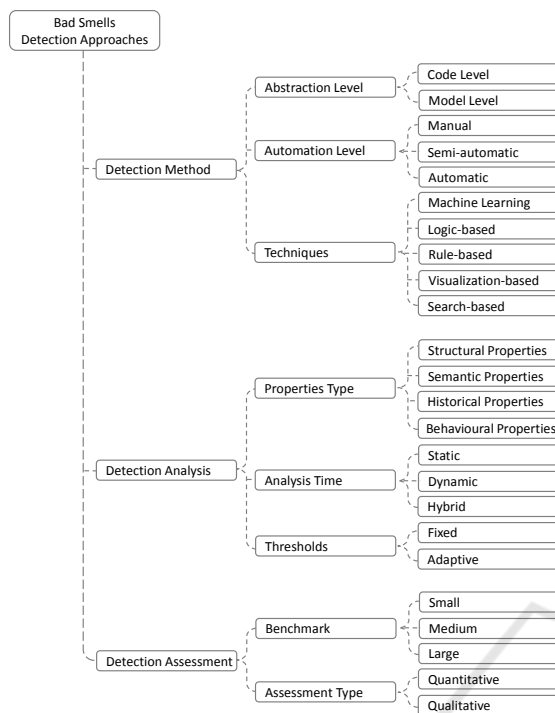 Bad Smells
Detection Approaches
Detection Method
Abstraction Level
Code Level
Model Level
Automation Level
Manual
Semi-automatic
Automatic
Techniques
Machine Learning
Logic-based
Rule-based
Visualization-based
Search-based
Detection Analysis
Properties Type
Structural Properties
Semantic Properties
Historical Properties
Behavioural Properties
Analysis Time
Static
Dynamic
Hybrid
Thresholds
Fixed
Adaptive
Detection Assessment
Benchmark
Small
Medium
Large
Assessment Type
Quantitative
Qualitative